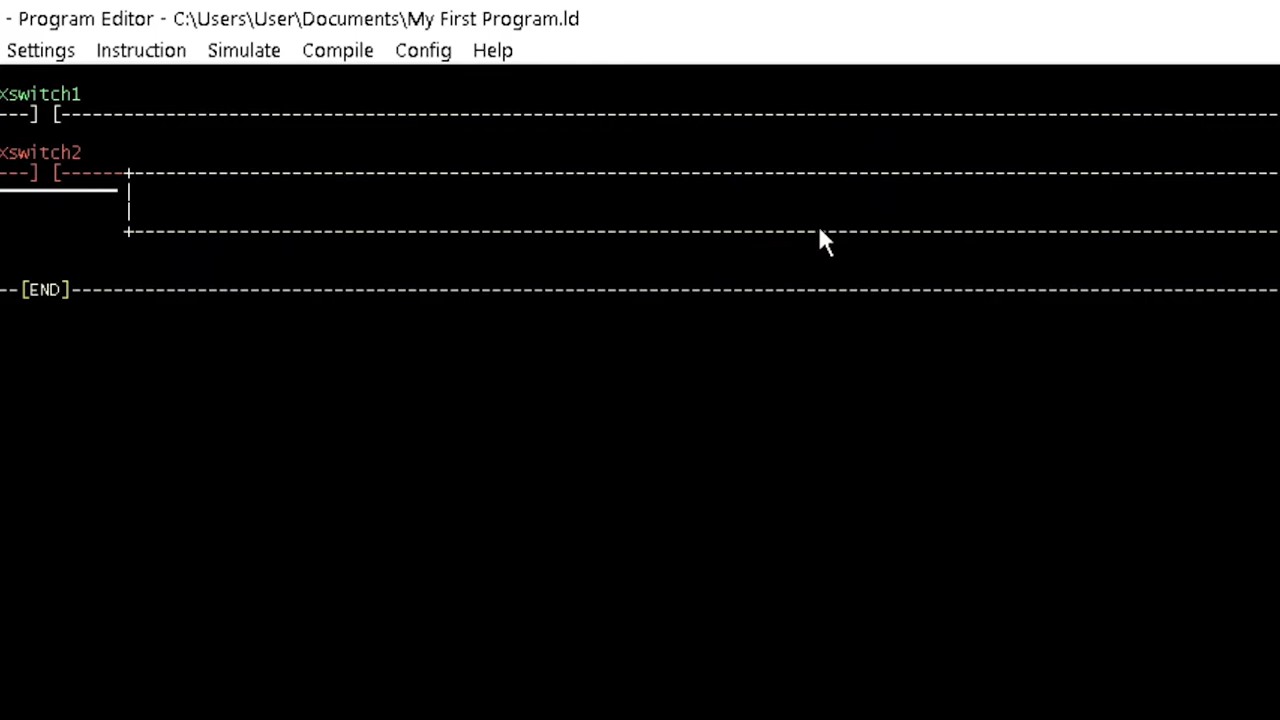 - Program Editor - C:\Users\User\Documents\My First Program.ld
Settings Instruction Simulate Compile Config Help
Xswitch1
Xswitch2
[END]